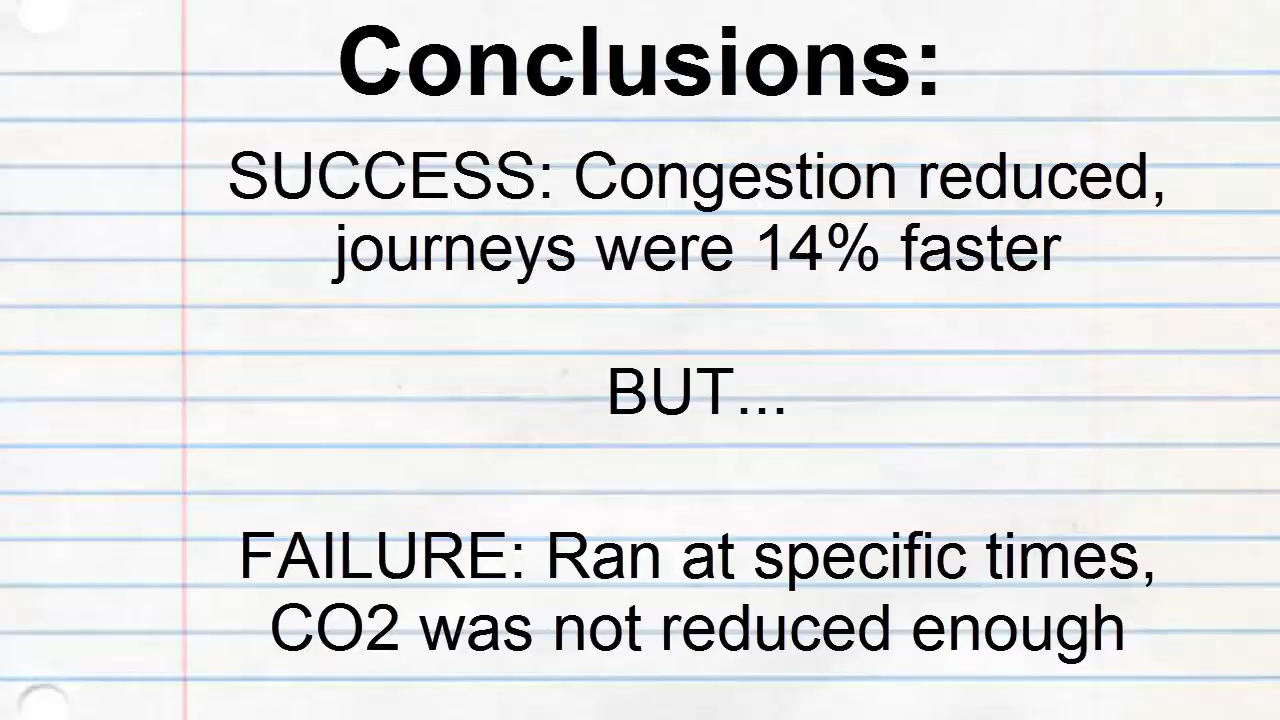 Conclusions:
SUCCESS: Congestion reduced,
journeys were 14% faster
BUT...
FAILURE: Ran at specific times,
CO2 was not reduced enough